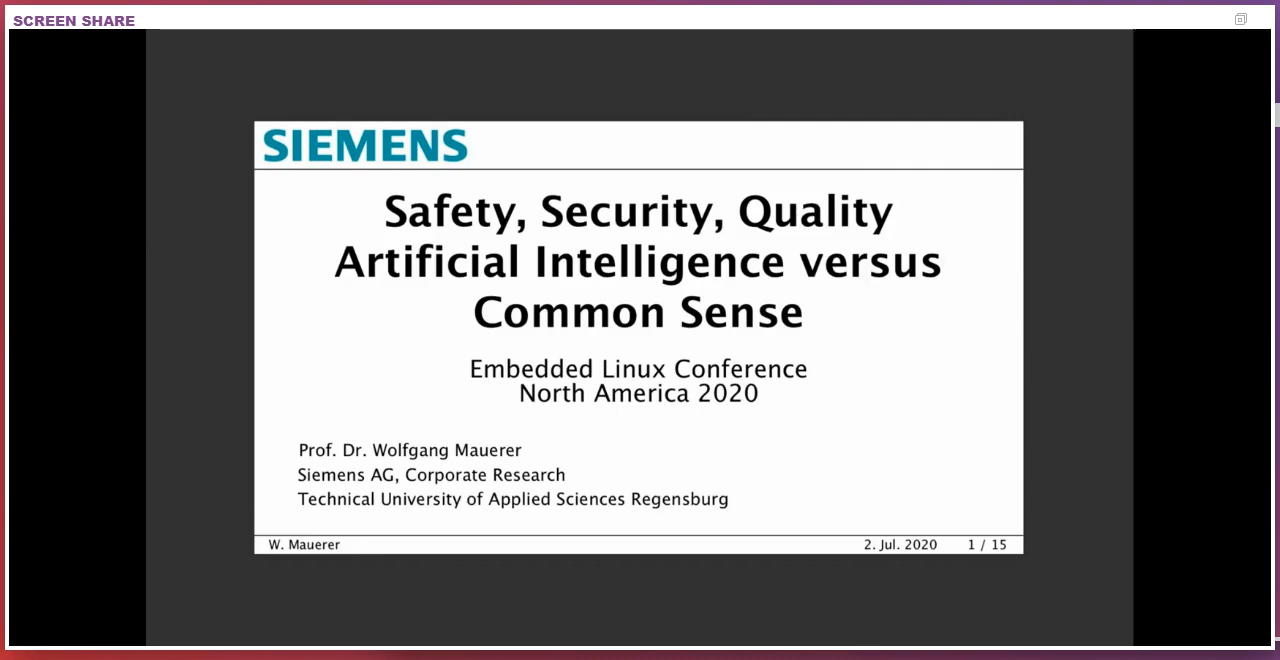 SCREEN SHARE
SIEMENS
Safety, Security, Quality
Artificial Intelligence versus
Common Sense
Embedded Linux Conference
North America 2020
Prof. Dr. Wolfgang Mauerer
Siemens AG, Corporate Research
Technical University of Applied Sciences Regensburg
W. Mauerer 2. Jul. 2020 1 / 15